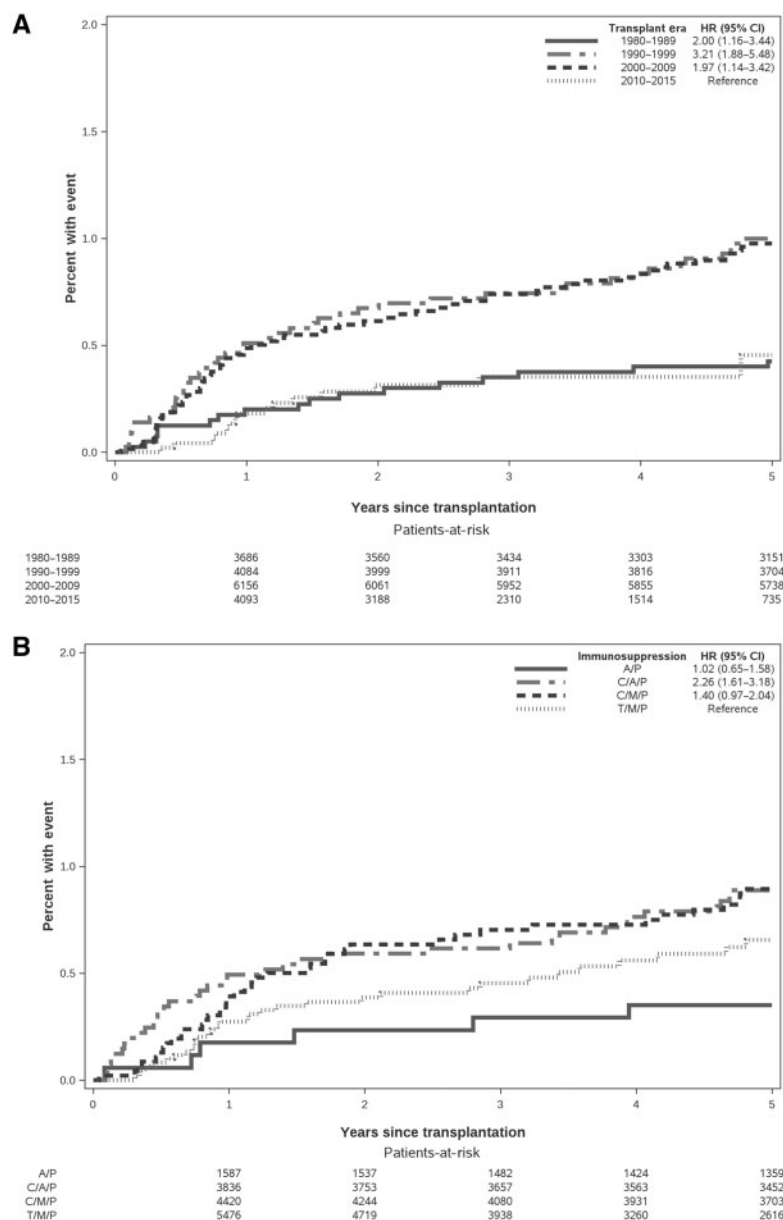 A
2.0
1.5
1.0
0.5
0.0
Percent with event
Transplant era HR (95% CI)
1980–1989 2.00 (1.16–3.44)
1990–1999 3.21 (1.88–5.48)
2000–2009 1.97 (1.14–3.42)
2010–2015 Reference
0 1 2 3 4 5
Years since transplantation
Patients-at-risk
1980–1989 3686 3560 3434 3303 3151
1990–1999 4084 3999 3911 3816 3704
2000–2009 6156 6061 5952 5855 5738
2010–2015 4093 3188 2310 1514 735
B
2.0
1.5
1.0
0.5
0.0
Percent with event
Immunosuppression HR (95% CI)
A/P 1.02 (0.65–1.58)
C/A/P 2.26 (1.61–3.18)
C/M/P 1.40 (0.97–2.04)
T/M/P Reference
0 1 2 3 4 5
Years since transplantation
Patients-at-risk
A/P 1587 1537 1482 1424 1359
C/A/P 3836 3753 3657 3563 3452
C/M/P 4420 4244 4080 3931 3703
T/M/P 5476 4719 3938 3260 2616